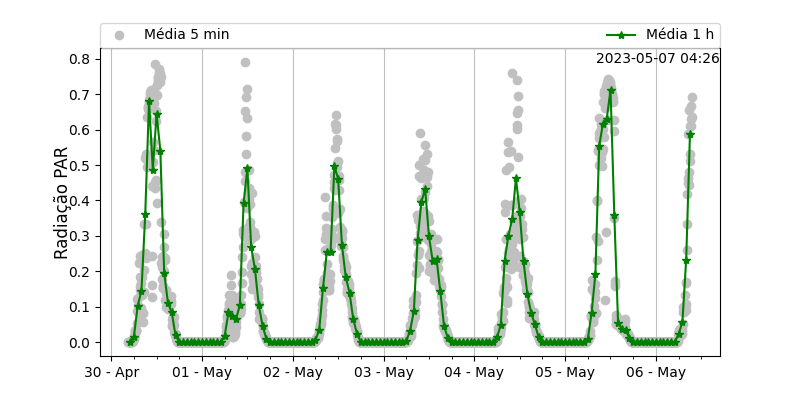 Média 5 min
Média 1 h
2023-05-07 04:26
Radiação PAR
0.8
0.7
0.6
0.5
0.4
0.3
0.2
0.1
0.0
30 - Apr
01 - May
02 - May
03 - May
04 - May
05 - May
06 - May